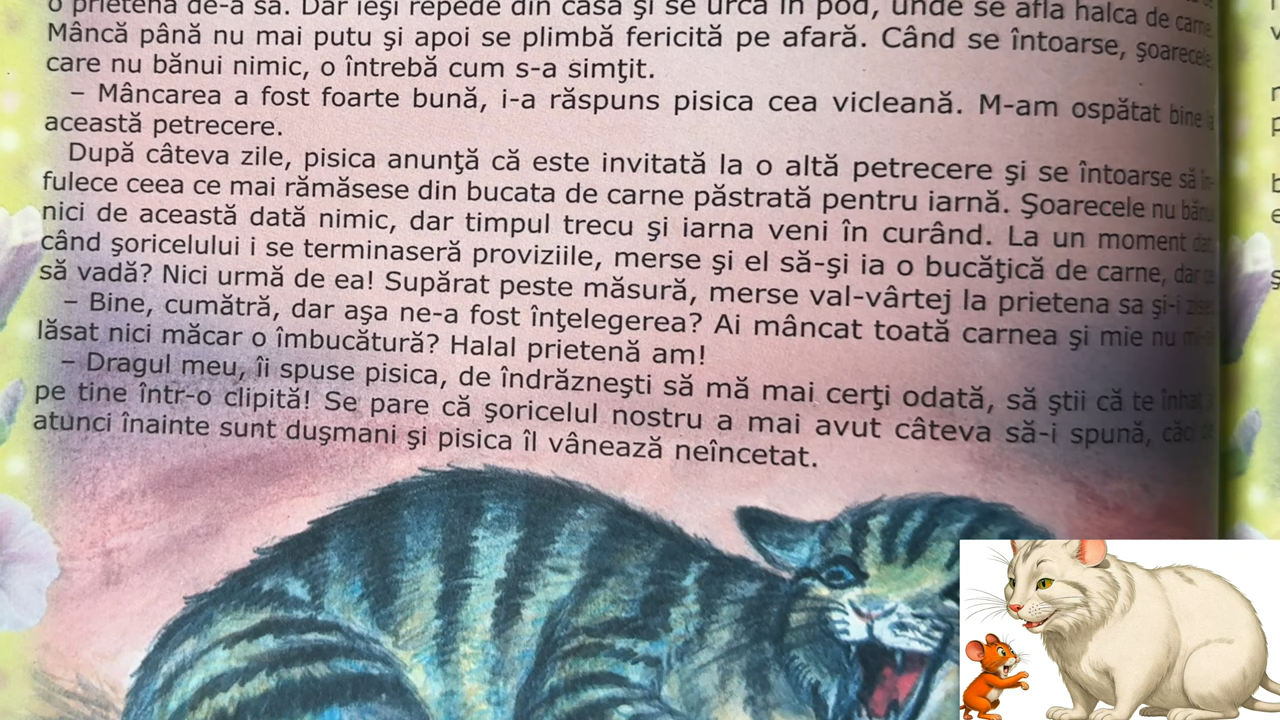 o prietenă de-a sa. Dar ieși repede din casă și se urcă în pod, unde se afla halca de carne.
Mâncă până nu mai putu și apoi se plimbă fericită pe afară. Când se întoarse, șoarecele,
care nu bănui nimic, o întrebă cum s-a simţit.
– Mâncarea a fost foarte bună, i-a răspuns pisica cea vicleană. M-am ospătat bine la
această petrecere.
După câteva zile, pisica anunţă că este invitată la o altă petrecere şi se întoarse să în-
fulece ceea ce mai rămăsese din bucata de carne păstrată pentru iarnă. Şoarecele nu bănui
nici de această dată nimic, dar timpul trecu şi iarna veni în curând. La un moment dat,
când şoricelului i se terminaseră proviziile, merse şi el să-şi ia o bucăţică de carne, dar ce
să vadă? Nici urmă de ea! Supărat peste măsură, merse val-vârtej la prietena sa şi-i zise:
– Bine, cumătră, dar aşa ne-a fost înţelegerea? Ai mâncat toată carnea şi mie nu mi-ai
lăsat nici măcar o îmbucătură? Halal prietenă am!
– Dragul meu, îi spuse pisica, de îndrăzneşti să mă mai cerţi odată, să ştii că te înhaţ
pe tine într-o clipită! Se pare că şoricelul nostru a mai avut câteva să-i spună, căci
atunci înainte sunt duşmani şi pisica îl vânează neîncetat.